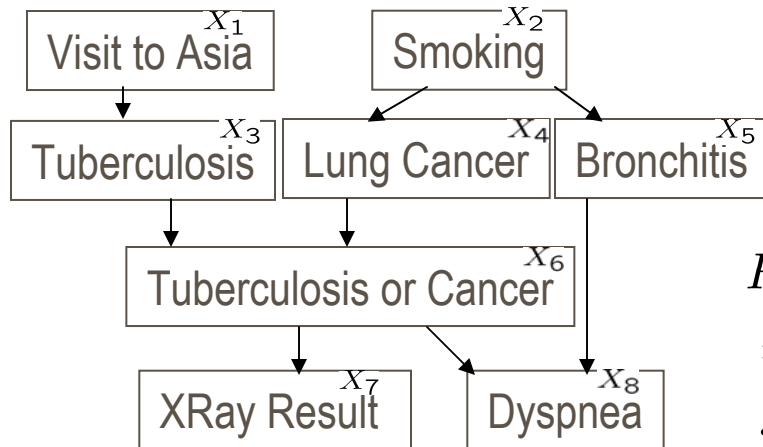 X₁ X₂
Visit to Asia Smoking
X₃ X₄ X₅
Tuberculosis Lung Cancer Bronchitis
X₆
Tuberculosis or Cancer
X₇ X₈
XRay Result Dyspnea